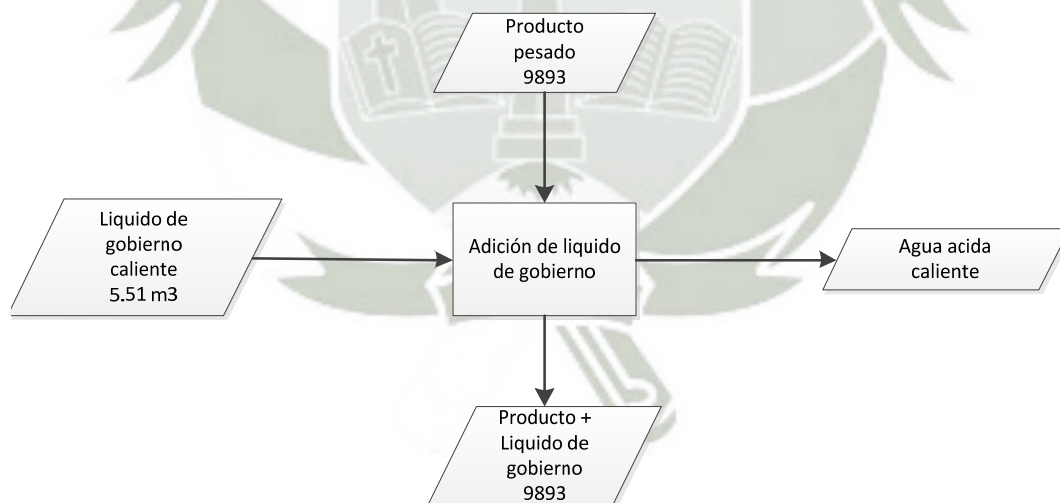 Producto
pesado
9893
Liquido de
gobierno
caliente
5.51 m3
Adición de liquido
de gobierno
Agua acida
caliente
Producto +
Liquido de
gobierno
9893